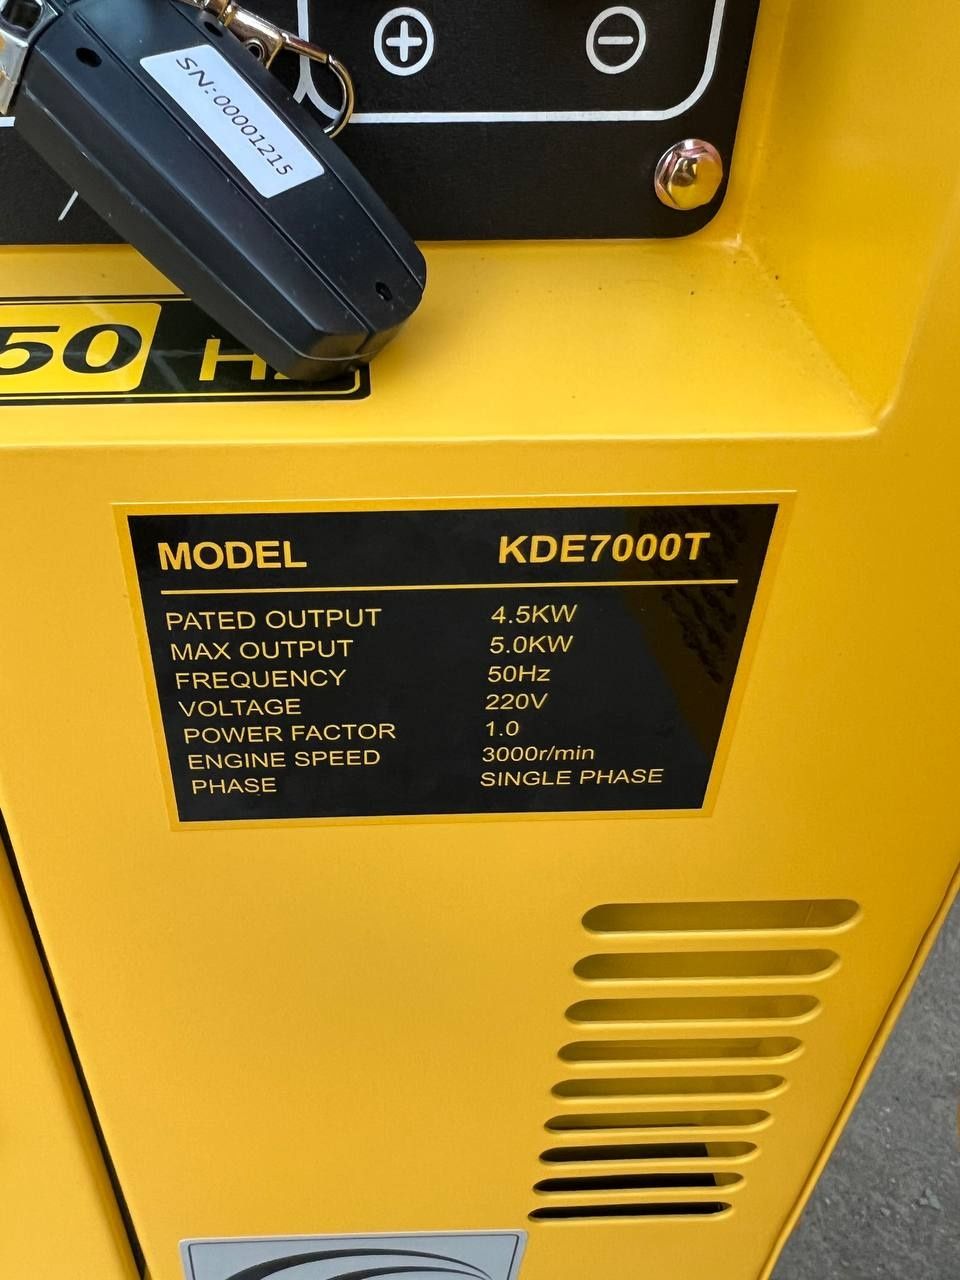 SN:00001215
50 Hz
MODEL KDE7000T
PATED OUTPUT 4.5KW
MAX OUTPUT 5.0KW
FREQUENCY 50Hz
VOLTAGE 220V
POWER FACTOR 1.0
ENGINE SPEED 3000r/min
PHASE SINGLE PHASE